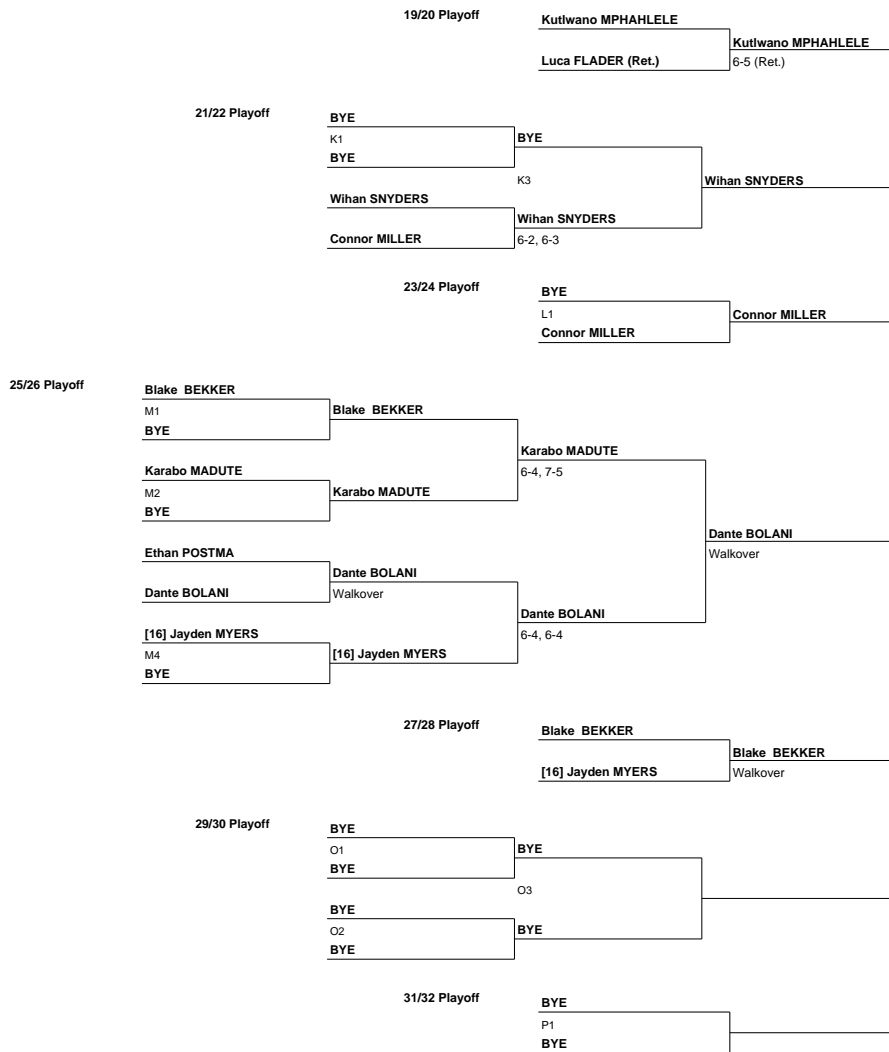 19/20 Playoff
Kutlwano MPHAHLELE
Kutlwano MPHAHLELE
Luca FLADER (Ret.)
6-5 (Ret.)
21/22 Playoff
BYE
K1
BYE
BYE
K3
Wihan SNYDERS
Wihan SNYDERS
Wihan SNYDERS
Connor MILLER
6-2, 6-3
23/24 Playoff
BYE
L1
Connor MILLER
Connor MILLER
25/26 Playoff
Blake BEKKER
M1
Blake BEKKER
BYE
Karabo MADUTE
6-4, 7-5
Karabo MADUTE
M2
Karabo MADUTE
BYE
Dante BOLANI
Walkover
Ethan POSTMA
Dante BOLANI
Dante BOLANI
Walkover
Dante BOLANI
6-4, 6-4
[16] Jayden MYERS
M4
[16] Jayden MYERS
BYE
27/28 Playoff
Blake BEKKER
Blake BEKKER
[16] Jayden MYERS
Walkover
29/30 Playoff
BYE
O1
BYE
BYE
O3
BYE
O2
BYE
BYE
31/32 Playoff
BYE
P1
BYE